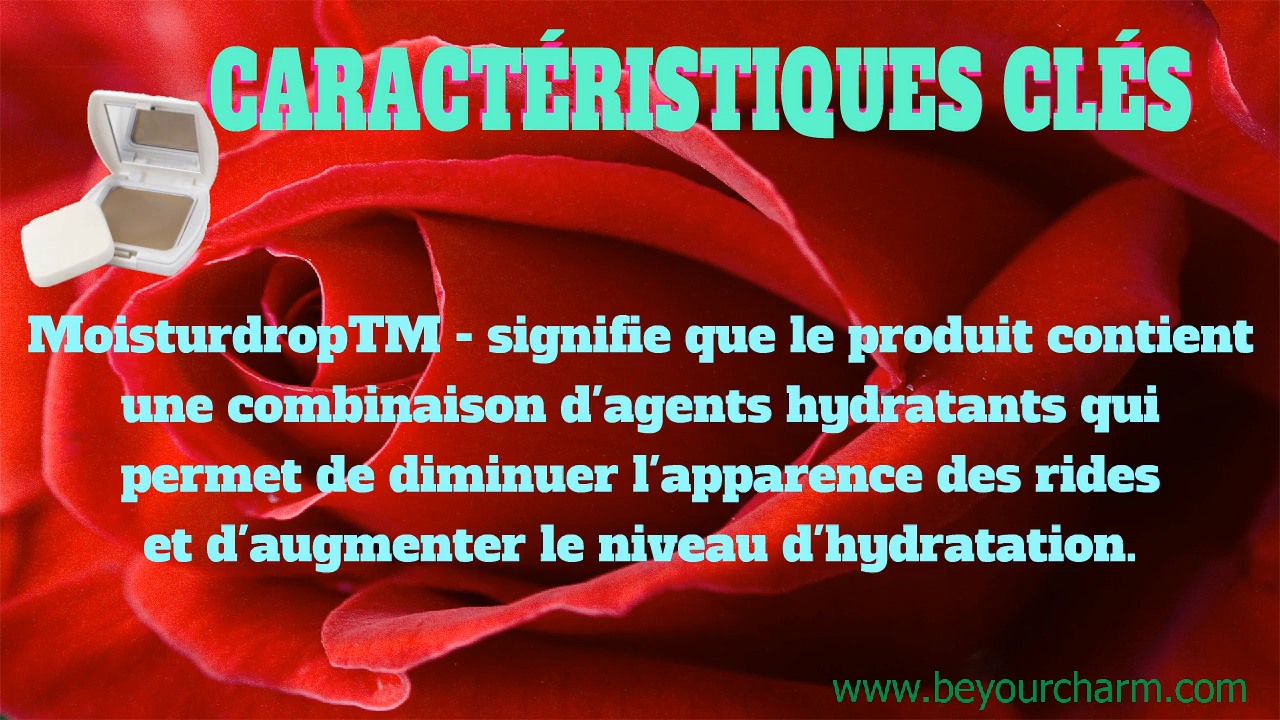 CARACTÉRISTIQUES CLÉS
MoisturdropTM - signifie que le produit contient
une combinaison d'agents hydratants qui
permet de diminuer l'apparence des rides
et d'augmenter le niveau d'hydratation.
www.beyourcharm.com